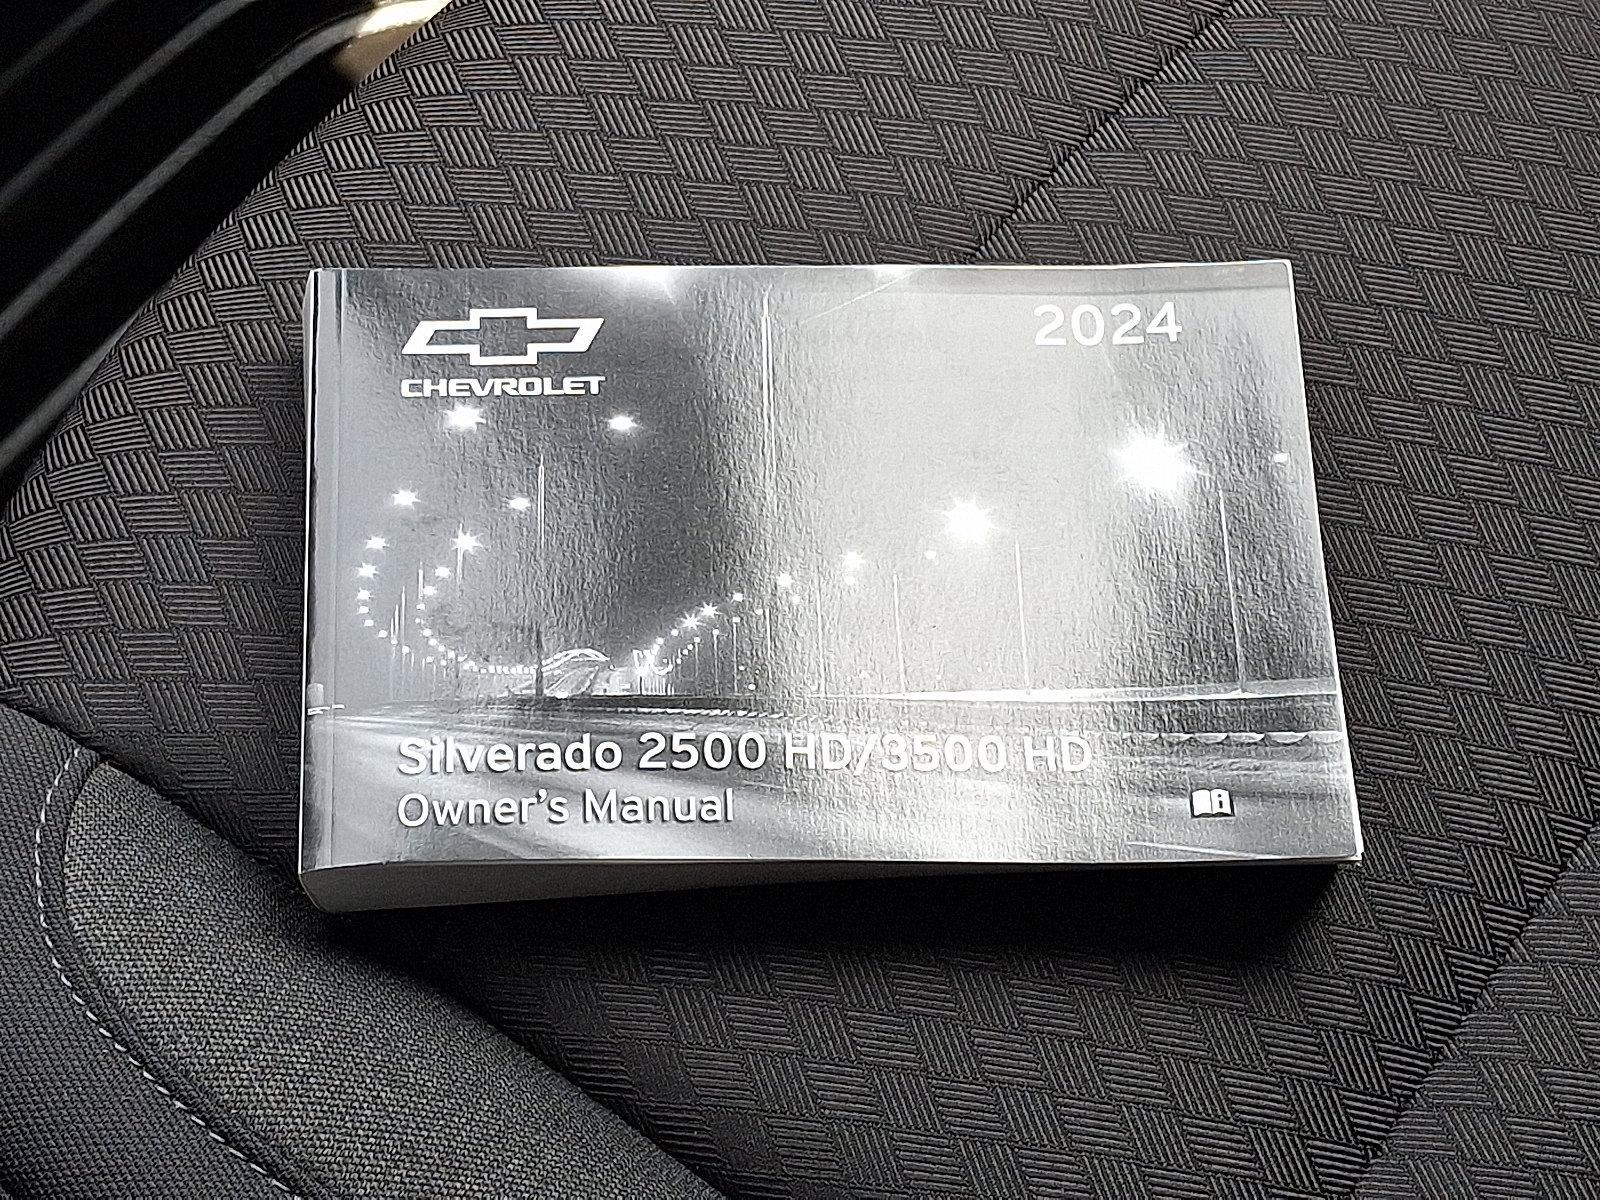 CHEVROLET
2024
Silverado 2500 HD/3500 HD
Owner's Manual